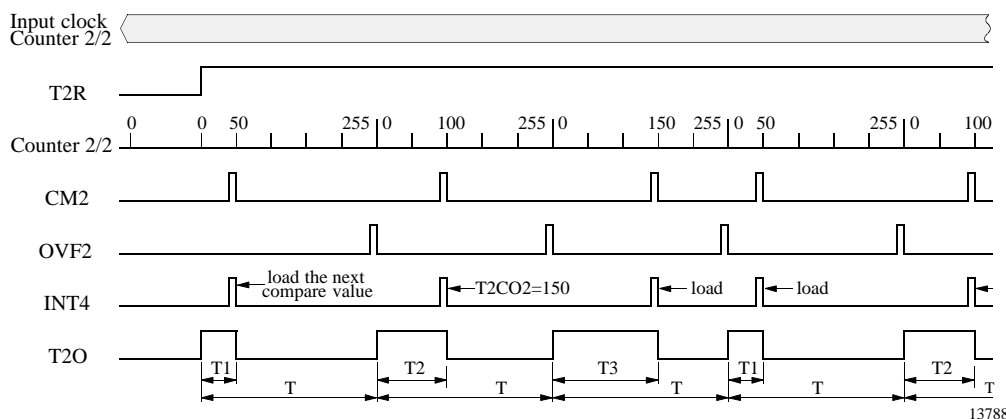 Input clock
Counter 2/2
T2R
0 0 50 255 0 100 255 0 150 255 0 50 255 0 100
Counter 2/2
CM2
OVF2
load the next
compare value
T2CO2=150
load
load
INT4
T2O
T1 T2 T3 T1 T2
T T T T T
13788